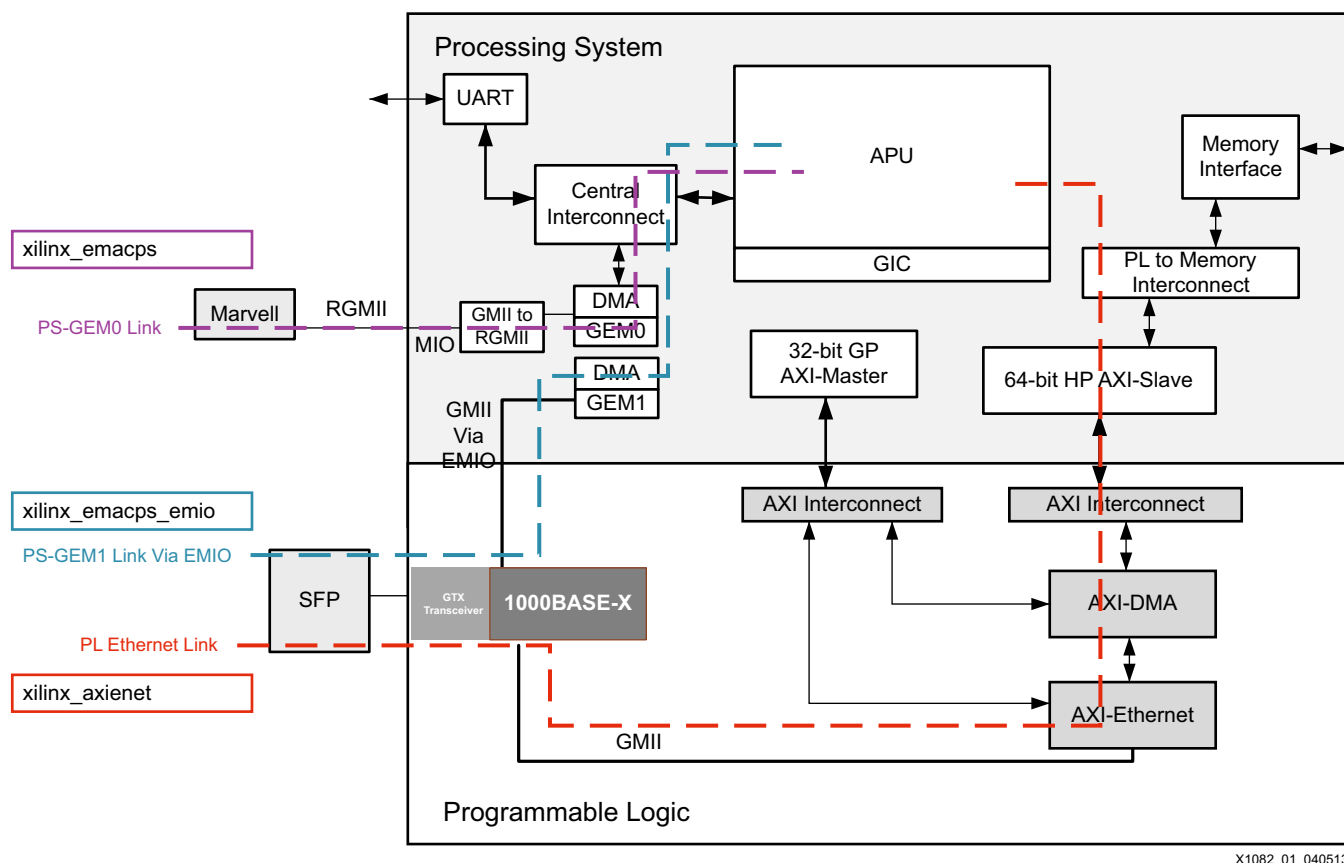 Processing System
UART
APU
Memory
Interface
Central
Interconnect
xilinx_emacps
GIC
PL to Memory
Interconnect
Marvell
RGMII
DMA
GMII to
RGMII
PS-GEM0 Link
GEM0
MIO
32-bit GP
AXI-Master
64-bit HP AXI-Slave
DMA
GEM1
GMII
Via
EMIO
xilinx_emacps_emio
AXI Interconnect
AXI Interconnect
PS-GEM1 Link Via EMIO
SFP
GTX
Transceiver
1000BASE-X
AXI-DMA
PL Ethernet Link
xilinx_axienet
AXI-Ethernet
GMII
Programmable Logic
X1082_01_040512